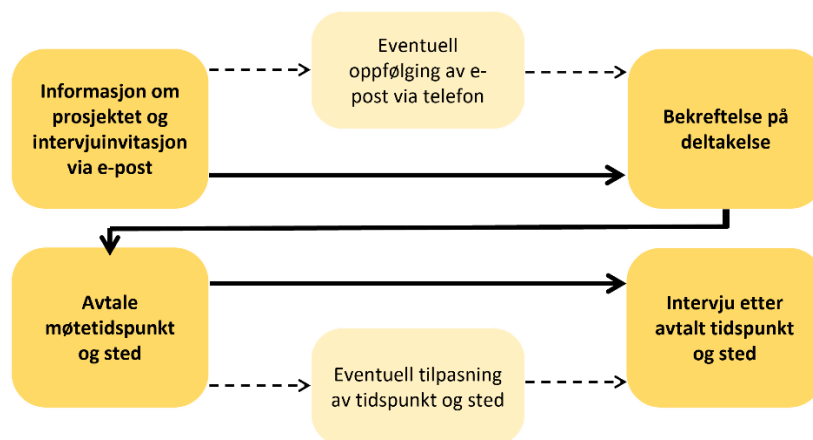 Informasjon om
prosjektet og
intervjuinvitasjon
via e-post
Eventuell
oppfølging av e-
post via telefon
Bekreftelse på
deltakelse
Avtale
møtetidspunkt
og sted
Eventuell tilpasning
av tidspunkt og sted
Intervju etter
avtalt tidspunkt
og sted